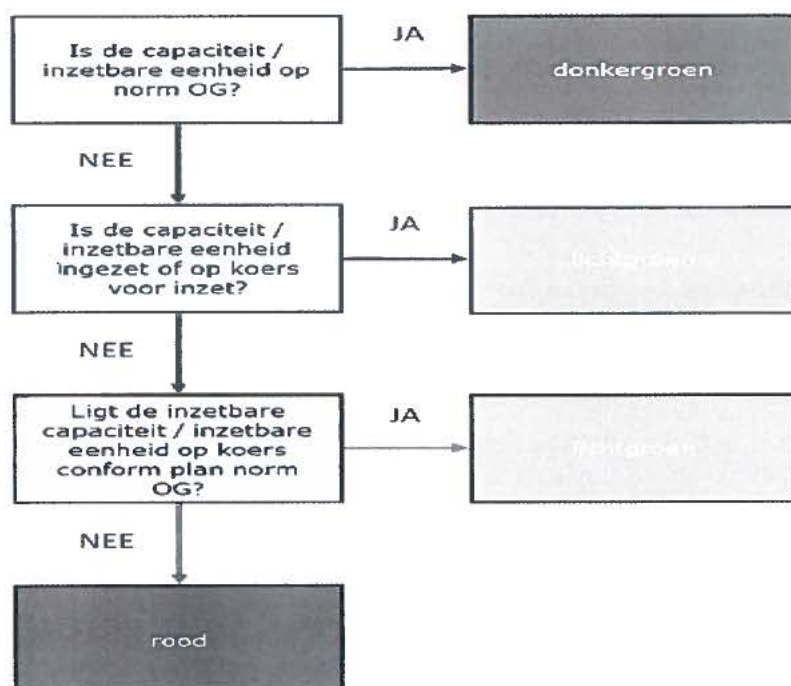 Is de capaciteit /
inzetbare eenheid op
norm OG?
JA
donkergroen
NEE
Is de capaciteit /
inzetbare eenheid
ingezet of op koers
voor inzet?
JA
lichtgroen
NEE
Ligt de inzetbare
capaciteit / inzetbare
eenheid op koers
conform plan norm
OG?
JA
lichtgroen
NEE
rood